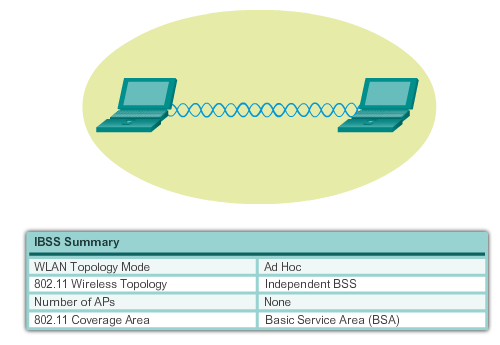 IBSS Summary
WLAN Topology Mode Ad Hoc
802.11 Wireless Topology Independent BSS
Number of APs None
802.11 Coverage Area Basic Service Area (BSA)